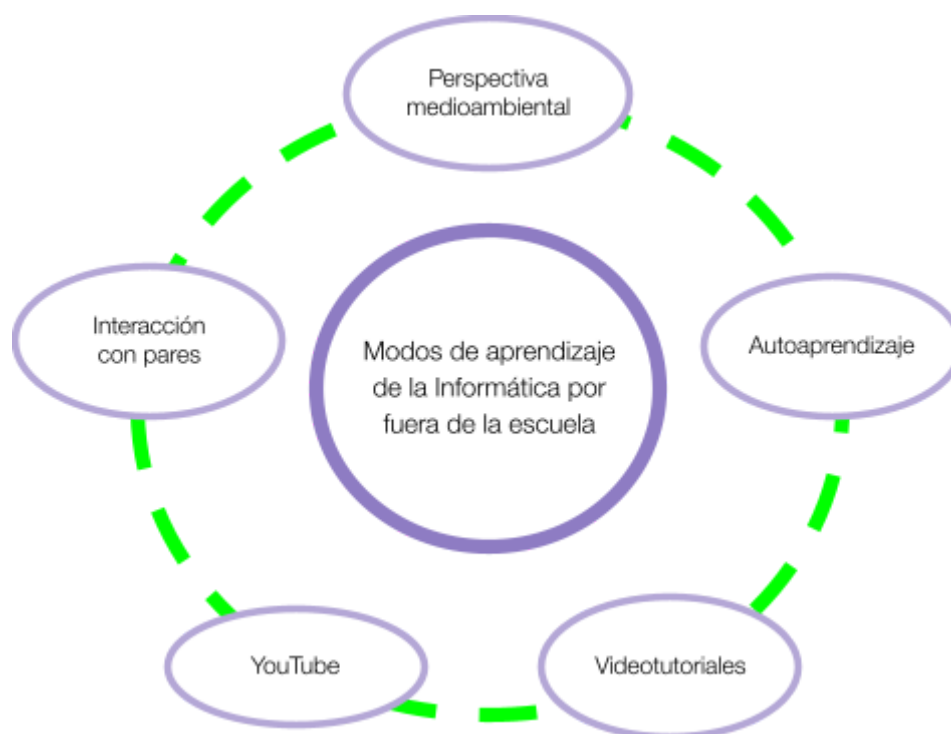 Perspectiva
medioambiental
Interacción
con pares
Modos de aprendizaje
de la Informática por
fuera de la escuela
Autoaprendizaje
YouTube
Videotutoriales